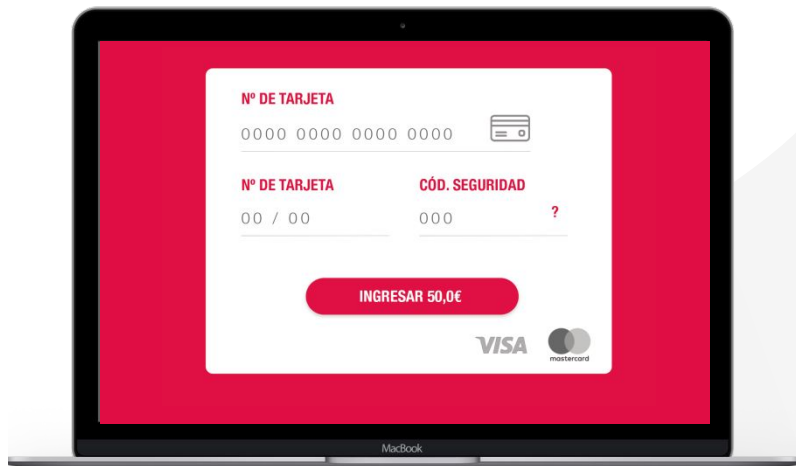 Nº DE TARJETA
0000 0000 0000 0000
Nº DE TARJETA CÓD. SEGURIDAD
00 / 00 000 ?
INGRESAR 50,0€
VISA mastercard
MacBook